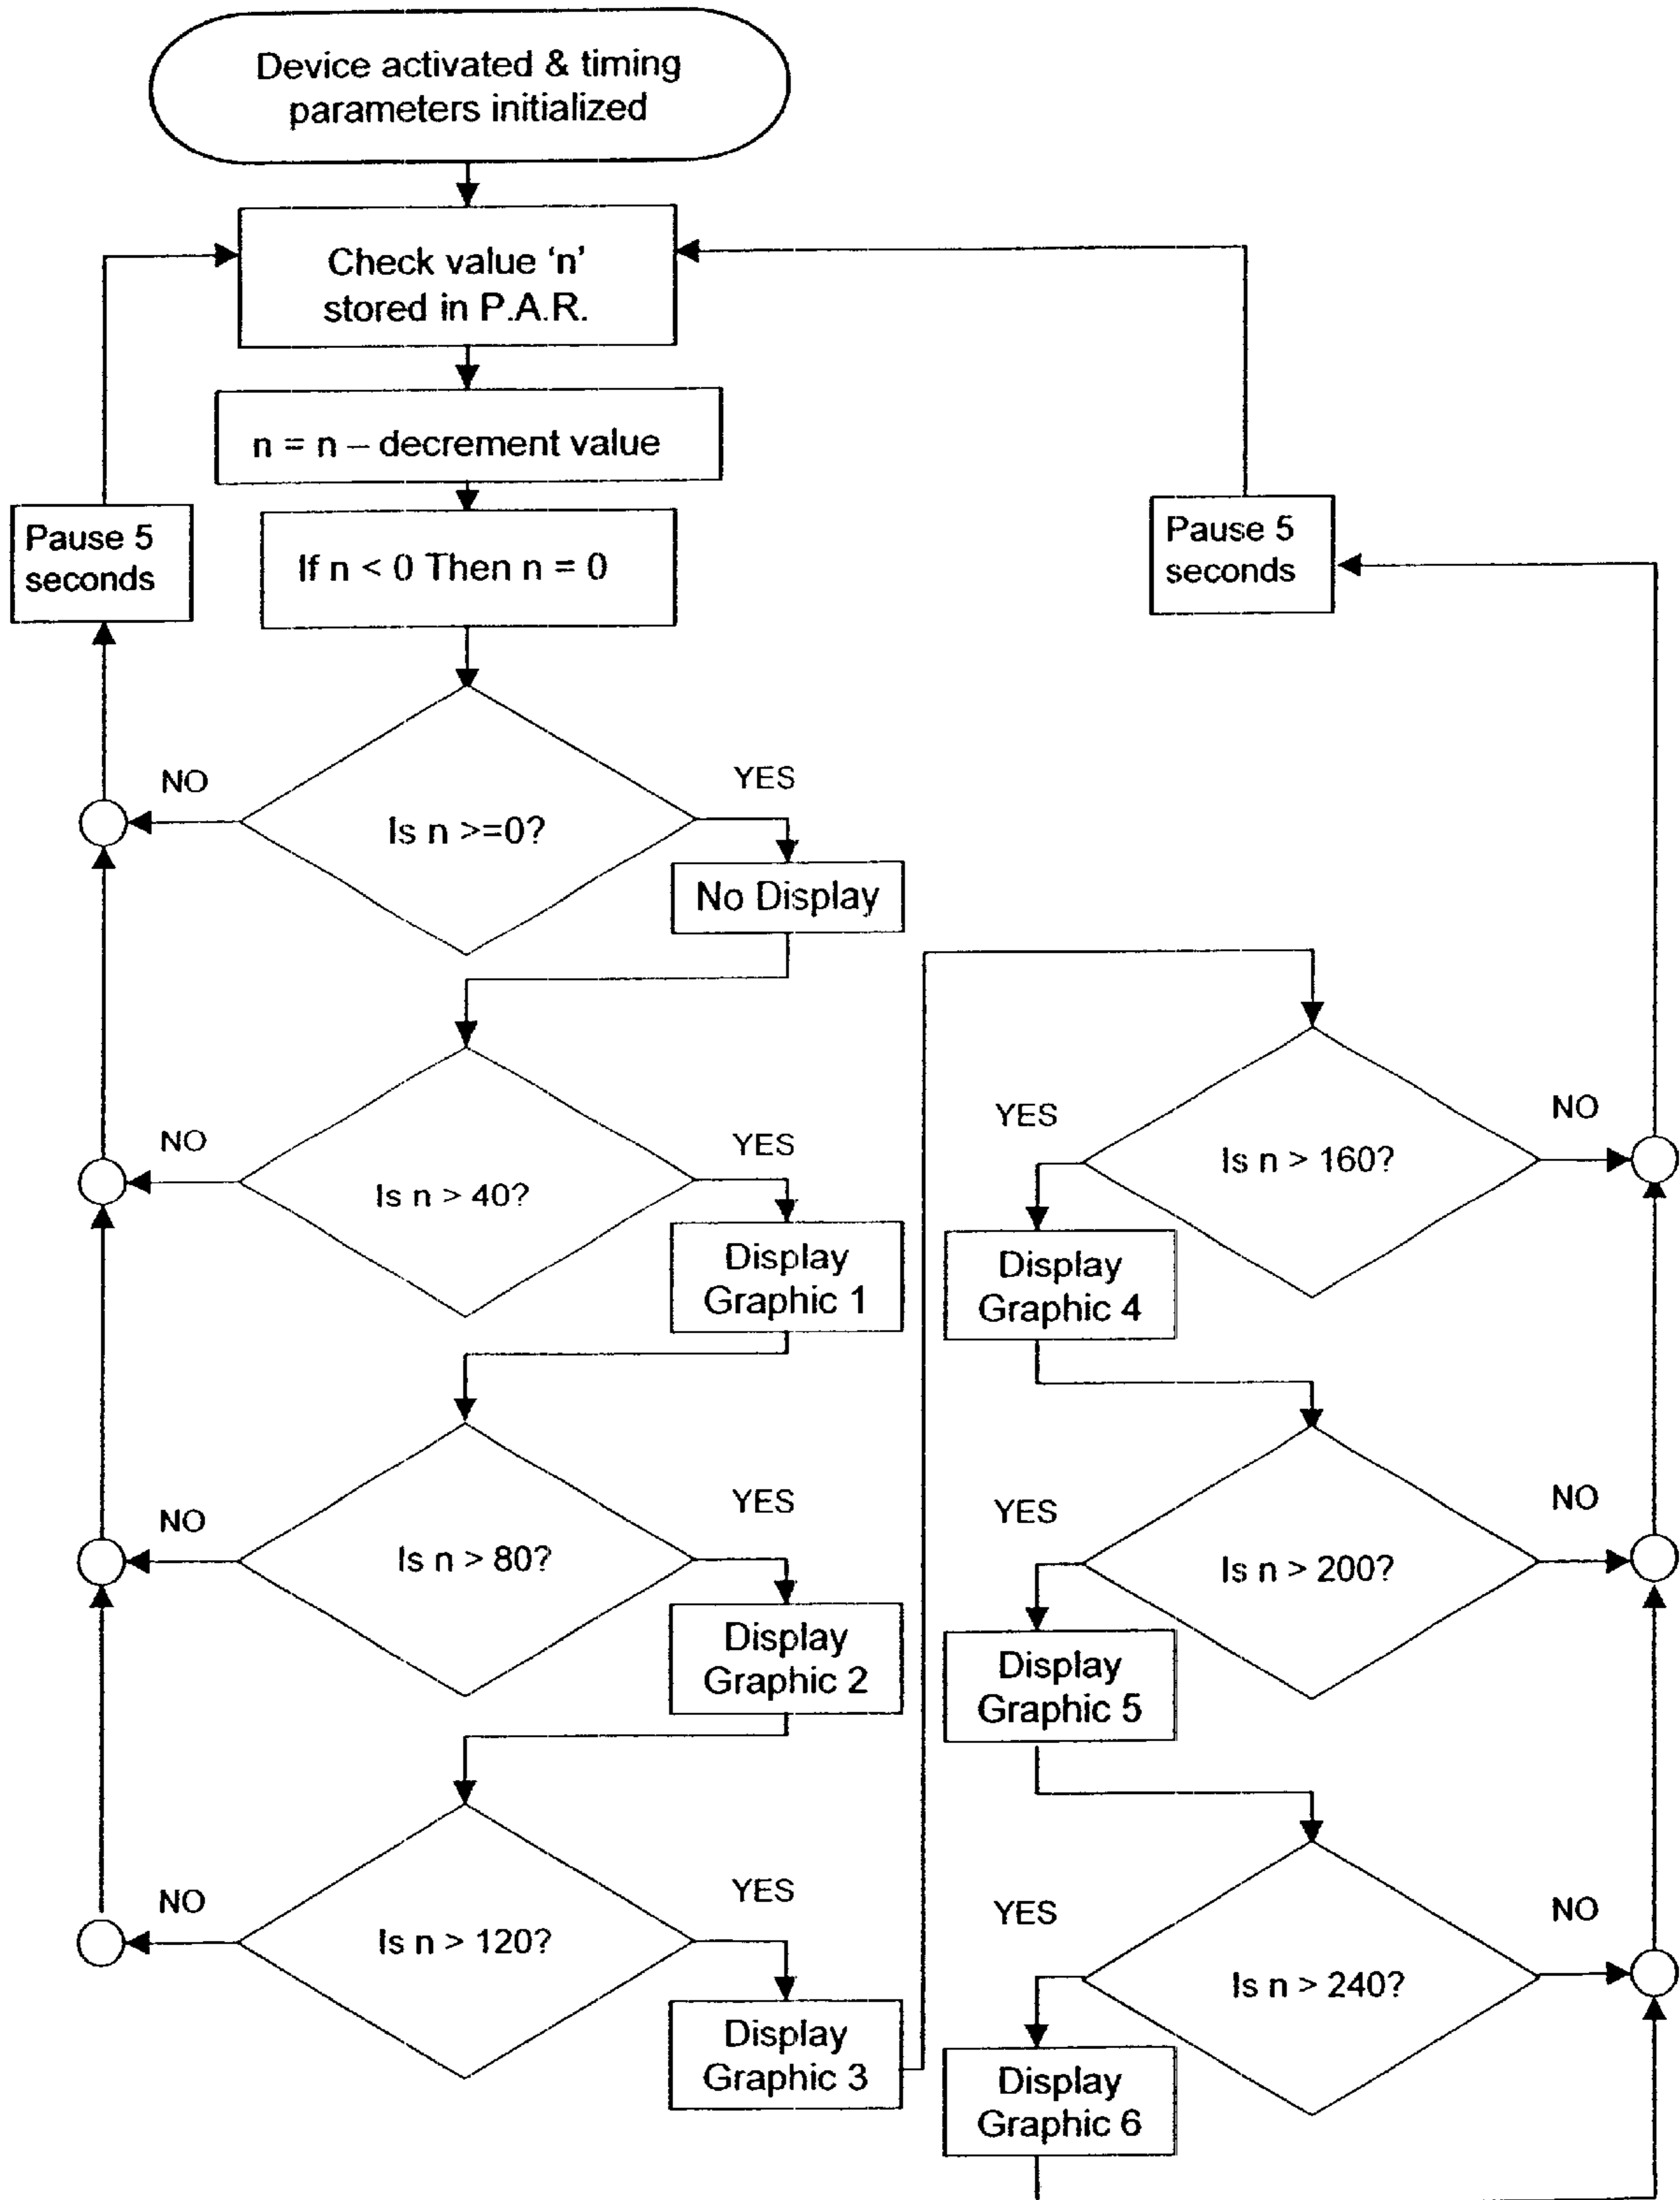 Device activated & timing
parameters initialized
Check value ‘n’
stored in P.A.R.
n = n – decrement value
If n < 0 Then n = 0
Pause 5
seconds
Pause 5
seconds
Is n >=0?
NO
YES
No Display
Is n > 40?
NO
YES
Display
Graphic 1
Is n > 80?
NO
YES
Display
Graphic 2
Is n > 120?
NO
YES
Display
Graphic 3
Is n > 160?
YES
NO
Display
Graphic 4
Is n > 200?
YES
NO
Display
Graphic 5
Is n > 240?
YES
NO
Display
Graphic 6